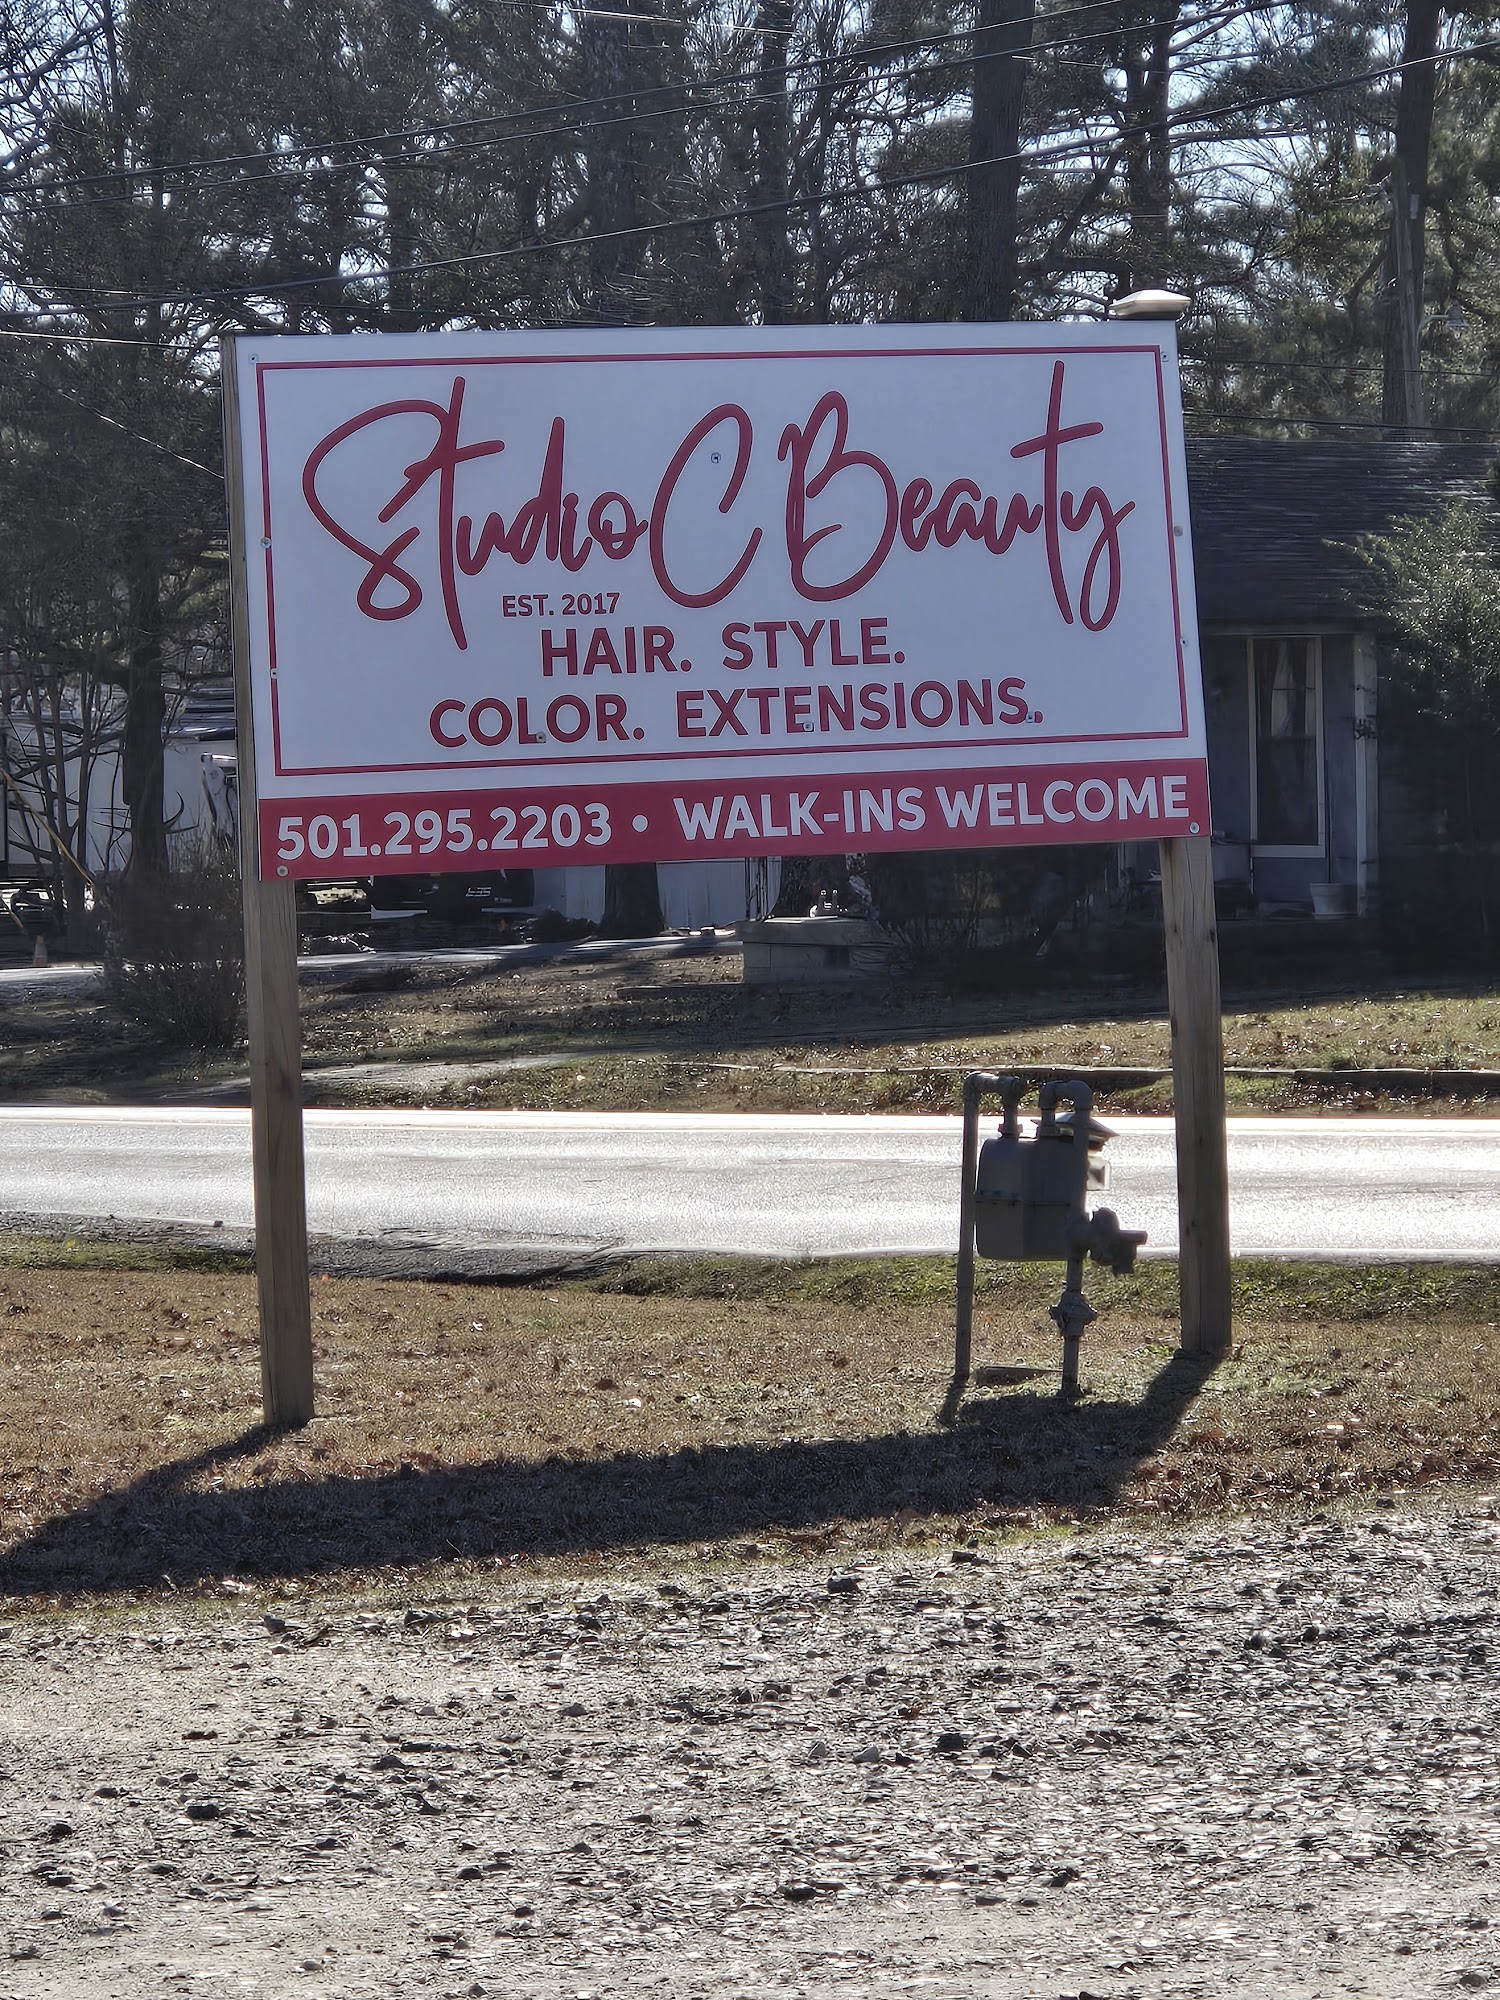 Studio C Beauty
EST. 2017
HAIR. STYLE.
COLOR. EXTENSIONS.
501.295.2203 • WALK-INS WELCOME